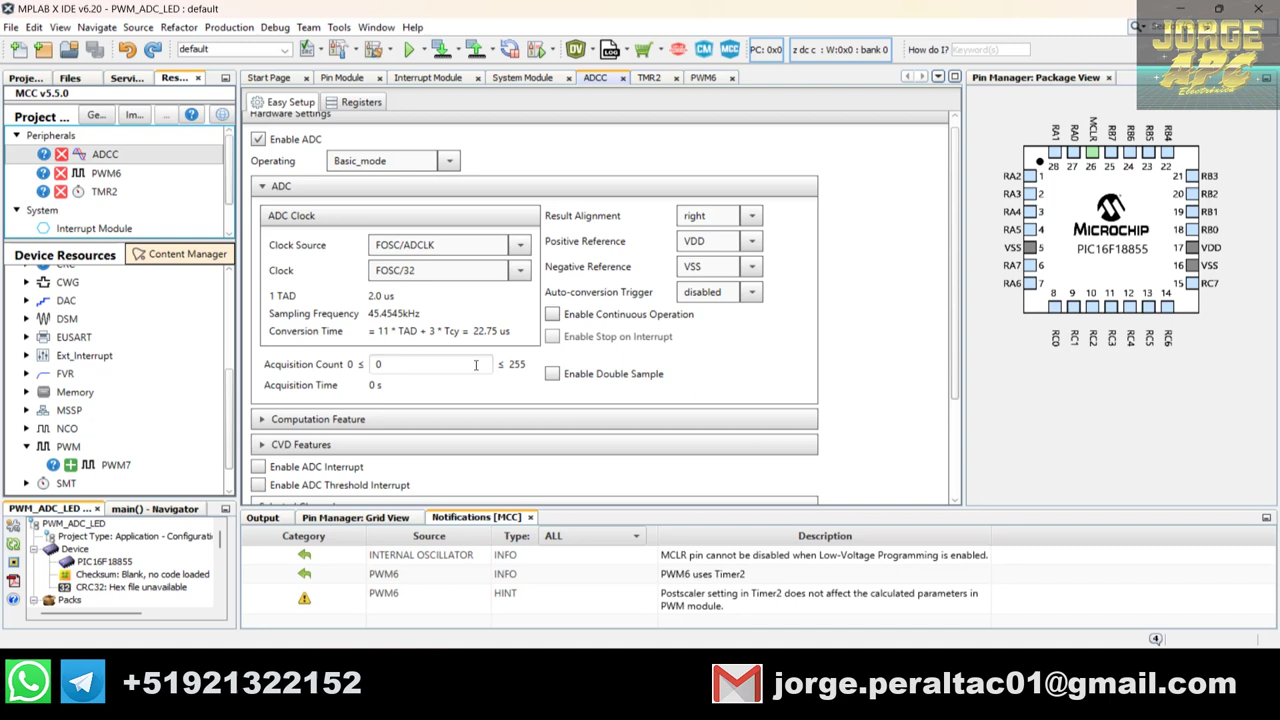 MPLAB X IDE v6.20 - PWM_ADC_LED : default
File Edit View Navigate Source Refactor Production Debug Team Tools Window Help
default
PC: 0x0
z dc c : W:0x0 : bank 0
How do I?
Keyword(s)
JORGE
APC
Electrónica
Proje...
Files
Servi...
Res...
Start Page
Pin Module
Interrupt Module
System Module
ADCC
TMR2
PWM6
Pin Manager: Package View
MCC v5.5.0
Project ...
Ge...
Im...
...
Peripherals
ADCC
PWM6
TMR2
System
Interrupt Module
Device Resources
Content Manager
CWG
DAC
DSM
EUSART
Ext_Interrupt
FVR
Memory
MSSP
NCO
PWM
PWM7
SMT
Easy Setup
Registers
Hardware Settings
Enable ADC
Operating
Basic_mode
ADC
ADC Clock
Clock Source
FOSC/ADCLK
Clock
FOSC/32
1 TAD
2.0 us
Sampling Frequency
45.4545kHz
Conversion Time
= 11 * TAD + 3 * Tcy = 22.75 us
Acquisition Count 0 ≤
0
≤ 255
Acquisition Time
0 s
Result Alignment
right
Positive Reference
VDD
Negative Reference
VSS
Auto-conversion Trigger
disabled
Enable Continuous Operation
Enable Stop on Interrupt
Enable Double Sample
Computation Feature
CVD Features
Enable ADC Interrupt
Enable ADC Threshold Interrupt
RA1 RA0 MCLR RB7 RB6 RB5 RB4
28 27 26 25 24 23 22
RA2 1 21 RB3
RA3 2 20 RB2
RA4 3 19 RB1
RA5 4 18 RB0
VSS 5 17 VDD
RA7 6 16 VSS
RA6 7 15 RC7
MICROCHIP
PIC16F18855
8 9 10 11 12 13 14
RC0 RC1 RC2 RC3 RC4 RC5 RC6
PWM_ADC_LED ...
main() - Navigator
PWM_ADC_LED
Project Type: Application - Configurati
Device
PIC16F18855
Checksum: Blank, no code loaded
CRC32: Hex file unavailable
Packs
Output
Pin Manager: Grid View
Notifications [MCC]
Category
Source
Type:
ALL
Description
INTERNAL OSCILLATOR INFO MCLR pin cannot be disabled when Low-Voltage Programming is enabled.
PWM6 INFO PWM6 uses Timer2
PWM6 HINT Postscaler setting in Timer2 does not affect the calculated parameters in
PWM module.
4
+51921322152
jorge.peraltac01@gmail.com